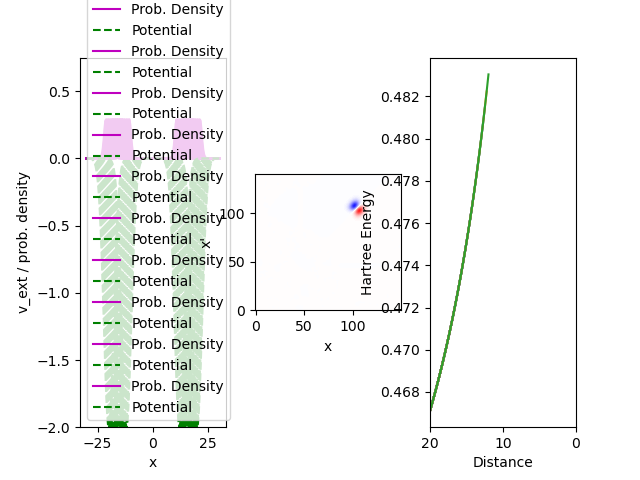 Prob. Density
Potential
Prob. Density
Potential
Prob. Density
Potential
Prob. Density
Potential
Prob. Density
Potential
Prob. Density
Potential
Prob. Density
Potential
Prob. Density
Potential
Prob. Density
Potential
Prob. Density
Potential
0.5
0.0
−0.5
−1.0
−1.5
−2.0
v_ext / prob. density
−25
0
25
x
100
50
0
x'
0
50
100
x
0.482
0.480
0.478
0.476
0.474
0.472
0.470
0.468
Hartree Energy
20
10
0
Distance